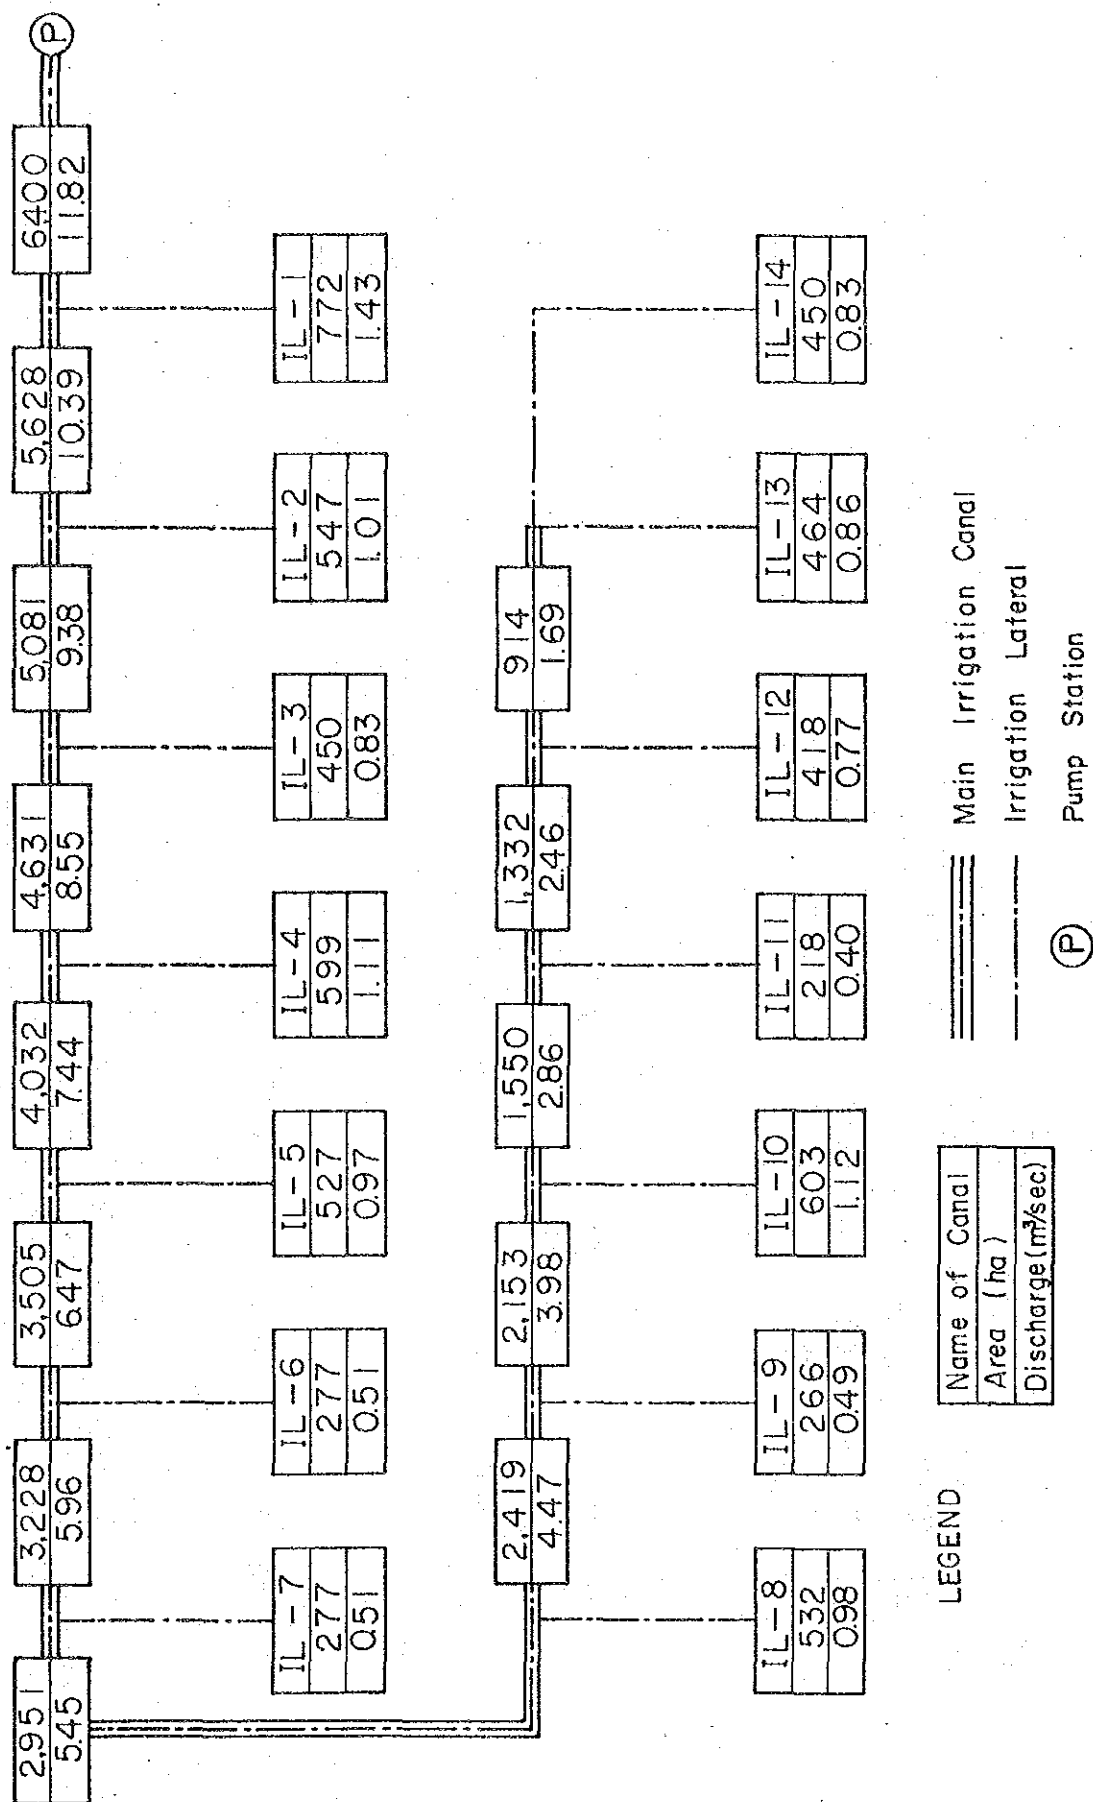 P
6400
11.82
5,628
10.39
5,081
9.38
4,631
8.55
4,032
7.44
3,505
6.47
3,228
5.96
2,951
5.45
IL-1
772
1.43
IL-2
547
1.01
IL-3
450
0.83
IL-4
599
1.11
IL-5
527
0.97
IL-6
277
0.51
IL-7
277
0.51
2,419
4.47
2,153
3.98
1,550
2.86
1,332
2.46
914
1.69
IL-8
532
0.98
IL-9
266
0.49
IL-10
603
1.12
IL-11
218
0.40
IL-12
418
0.77
IL-13
464
0.86
IL-14
450
0.83
LEGEND
Name of Canal
Area (ha)
Discharge(m³/sec)
Main Irrigation Canal
Irrigation Lateral
P Pump Station